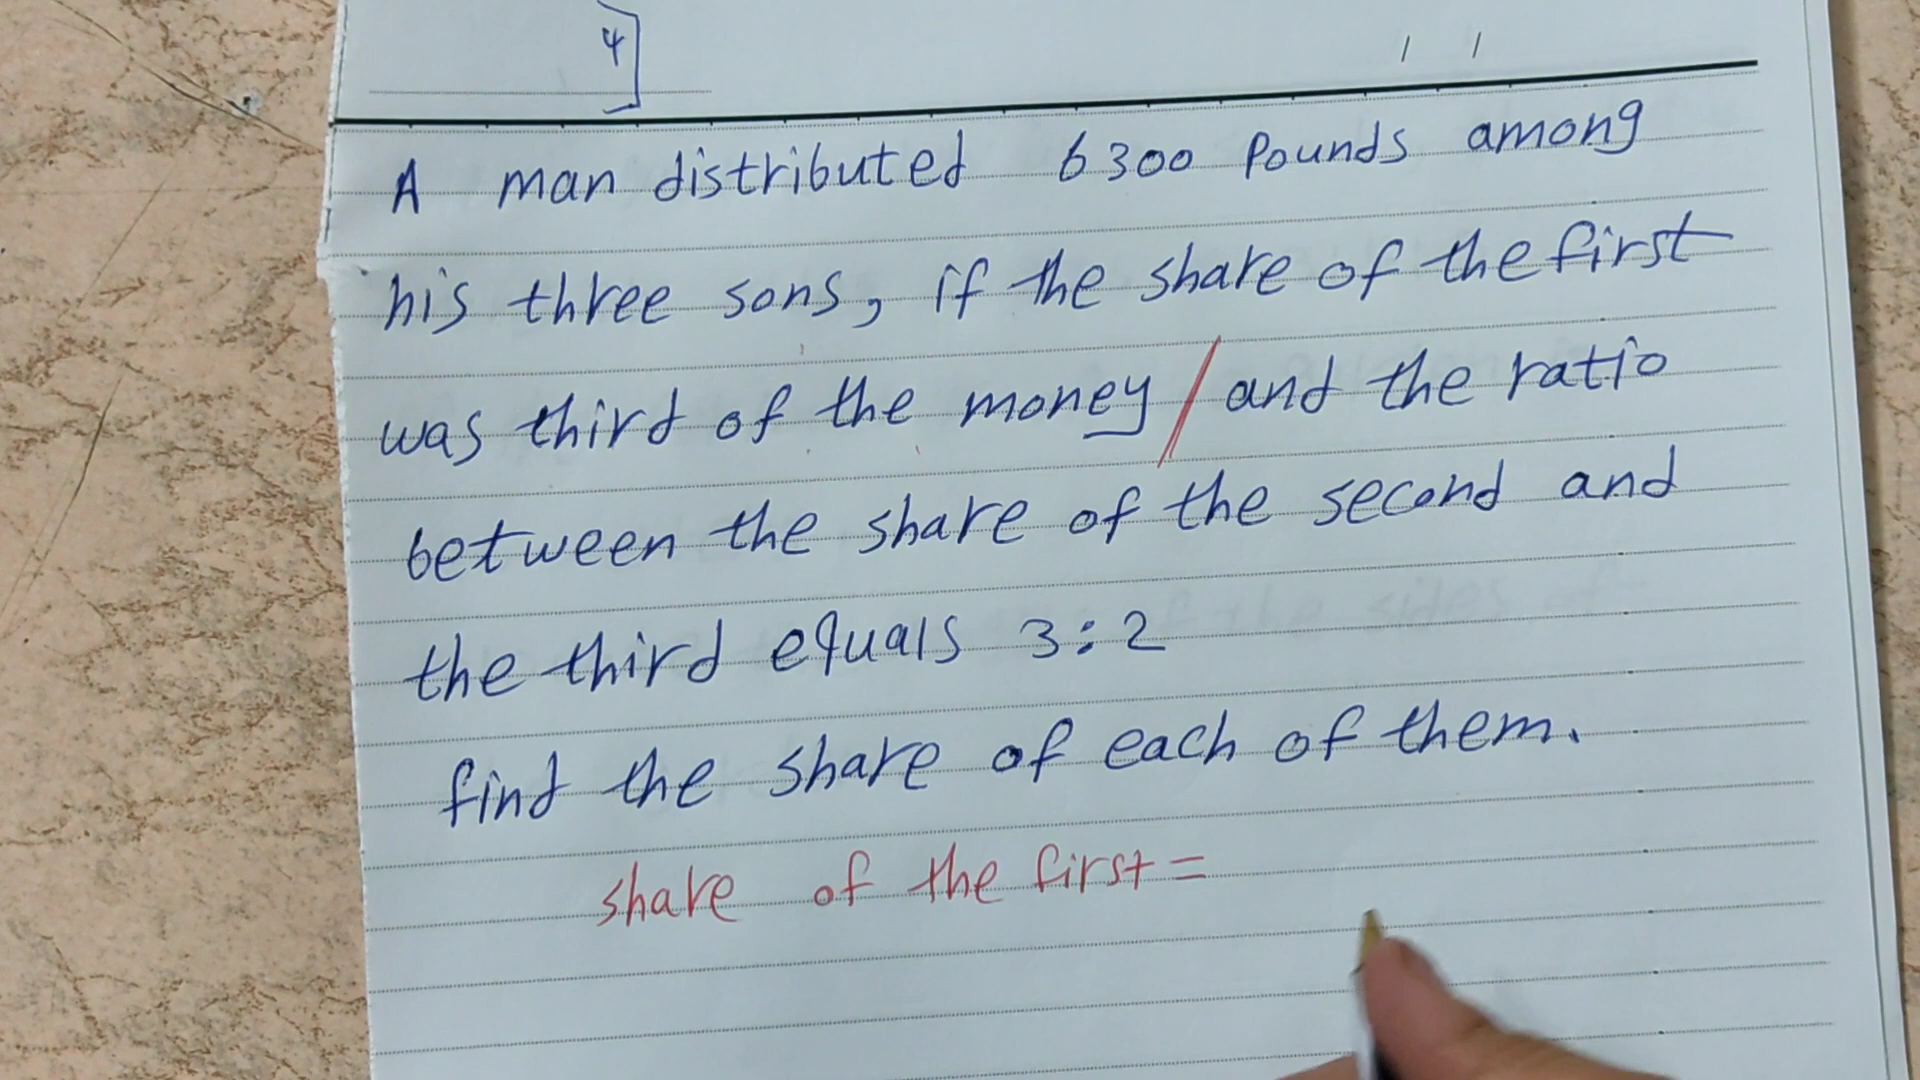 4
/ /
A man distributed 6300 Pounds among
his three sons, if the share of the first
was third of the money / and the ratio
between the share of the second and
the third equals 3:2
find the share of each of them.
share of the first =